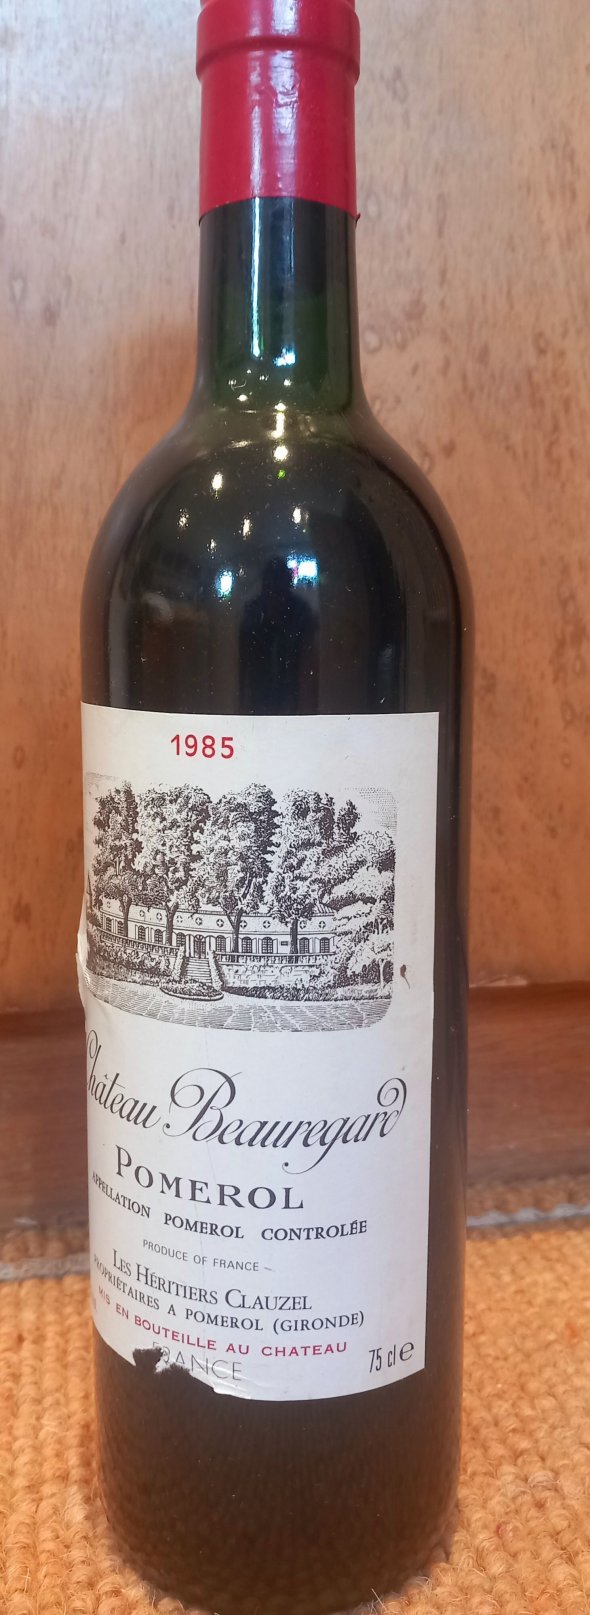 1985
Château Beauregard
POMEROL
APPELLATION POMEROL CONTROLÉE
PRODUCE OF FRANCE
LES HÉRITIERS CLAUZEL
PROPRIÉTAIRES A POMEROL (GIRONDE)
MIS EN BOUTEILLE AU CHATEAU
FRANCE
75 cl e